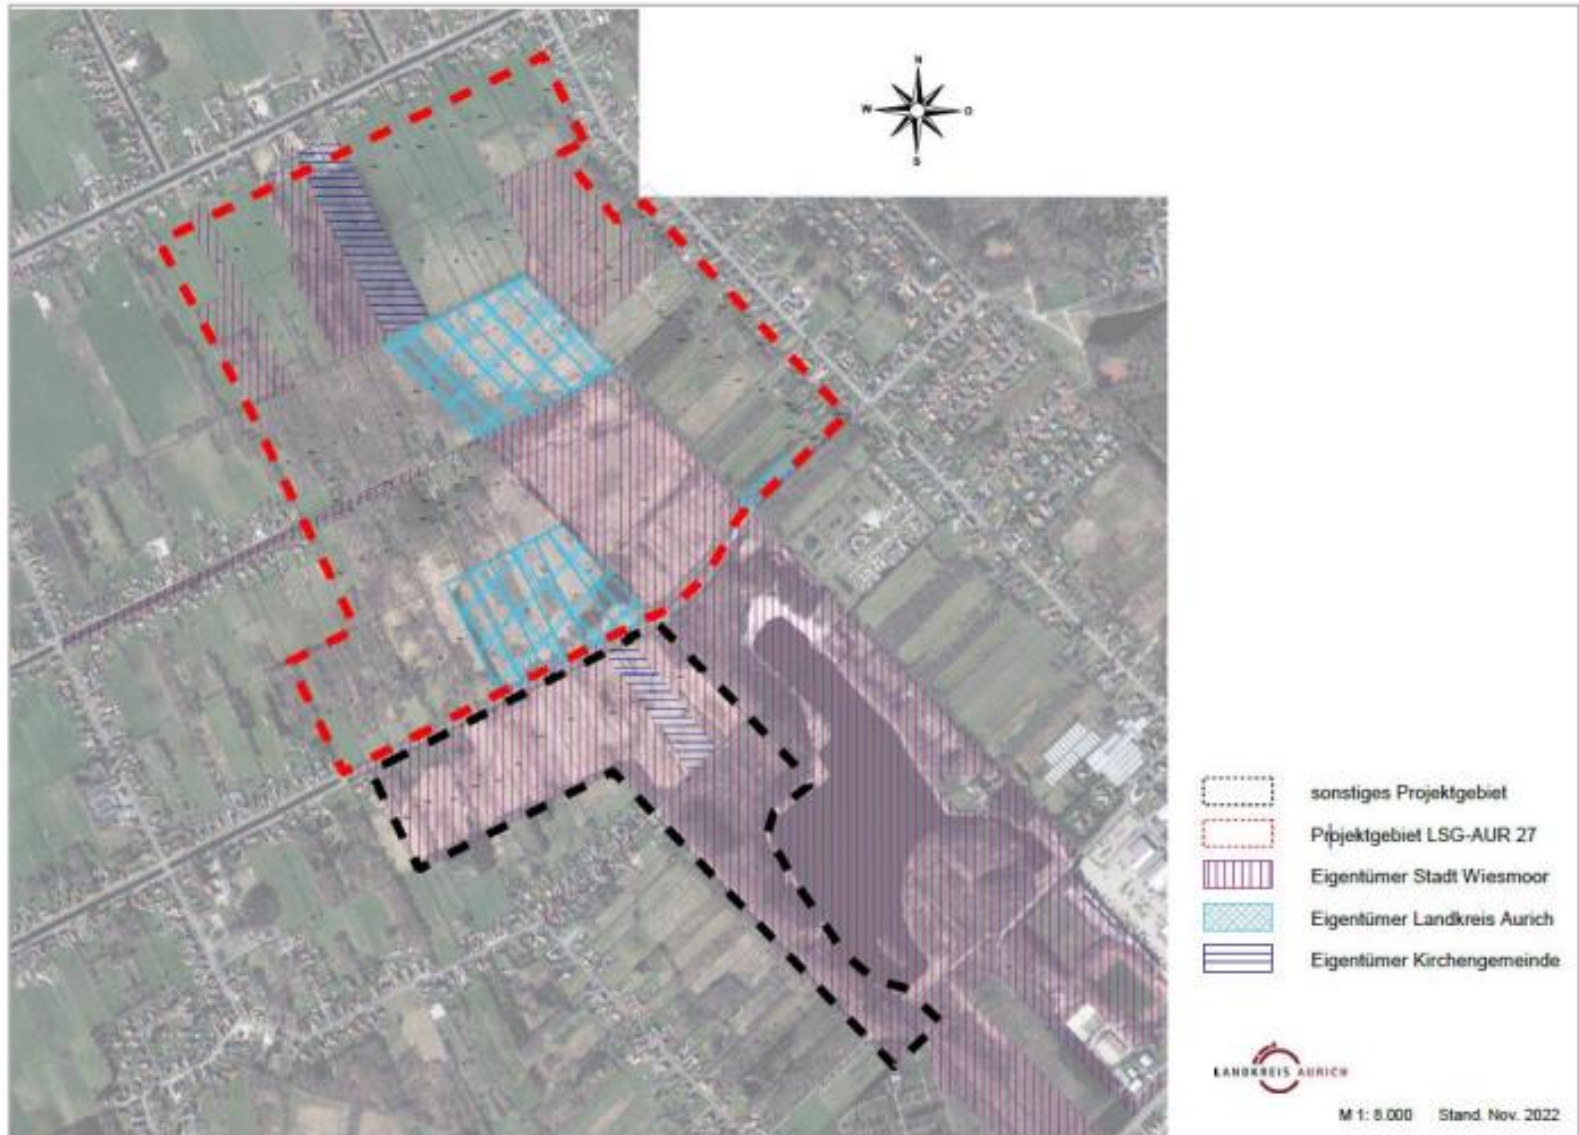 N
W O
S
sonstiges Projektgebiet
Projektgebiet LSG-AUR 27
Eigentümer Stadt Wiesmoor
Eigentümer Landkreis Aurich
Eigentümer Kirchengemeinde
LANDKREIS AURICH
M 1: 8.000 Stand. Nov. 2022